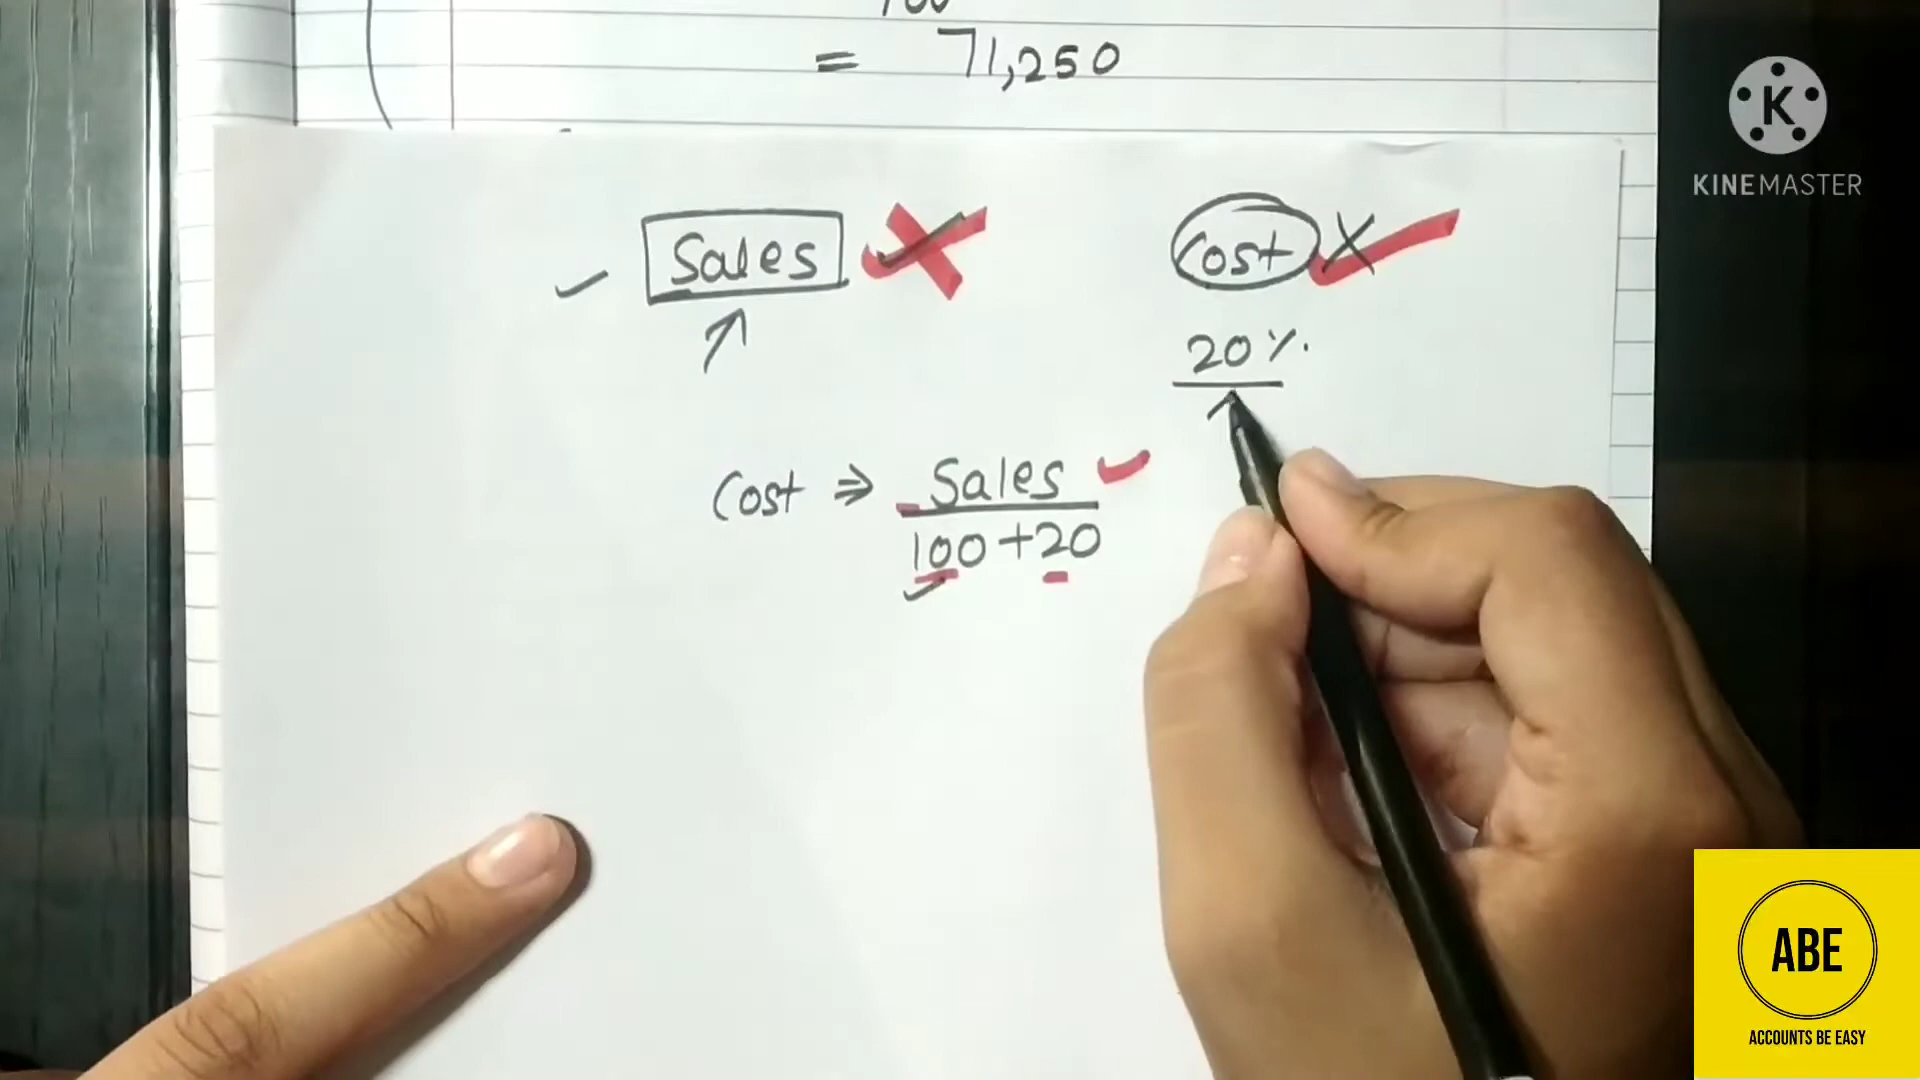 = 71,250
K
KINEMASTER
Sales
Cost
20%
Cost ⇒ Sales
100+20
ABE
ACCOUNTS BE EASY